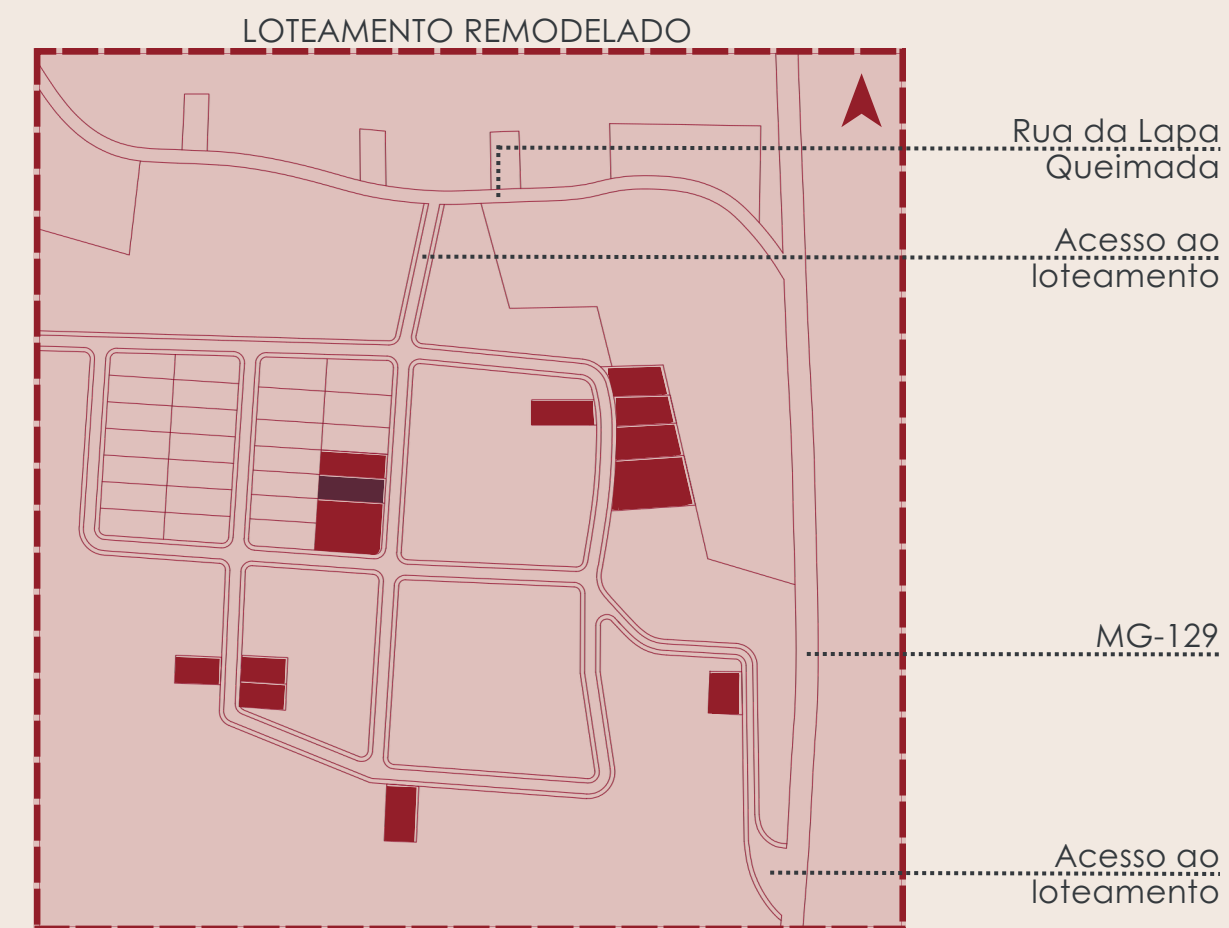 LOTEAMENTO REMODELADO
Rua da Lapa
Queimada
Acesso ao
loteamento
MG-129
Acesso ao
loteamento